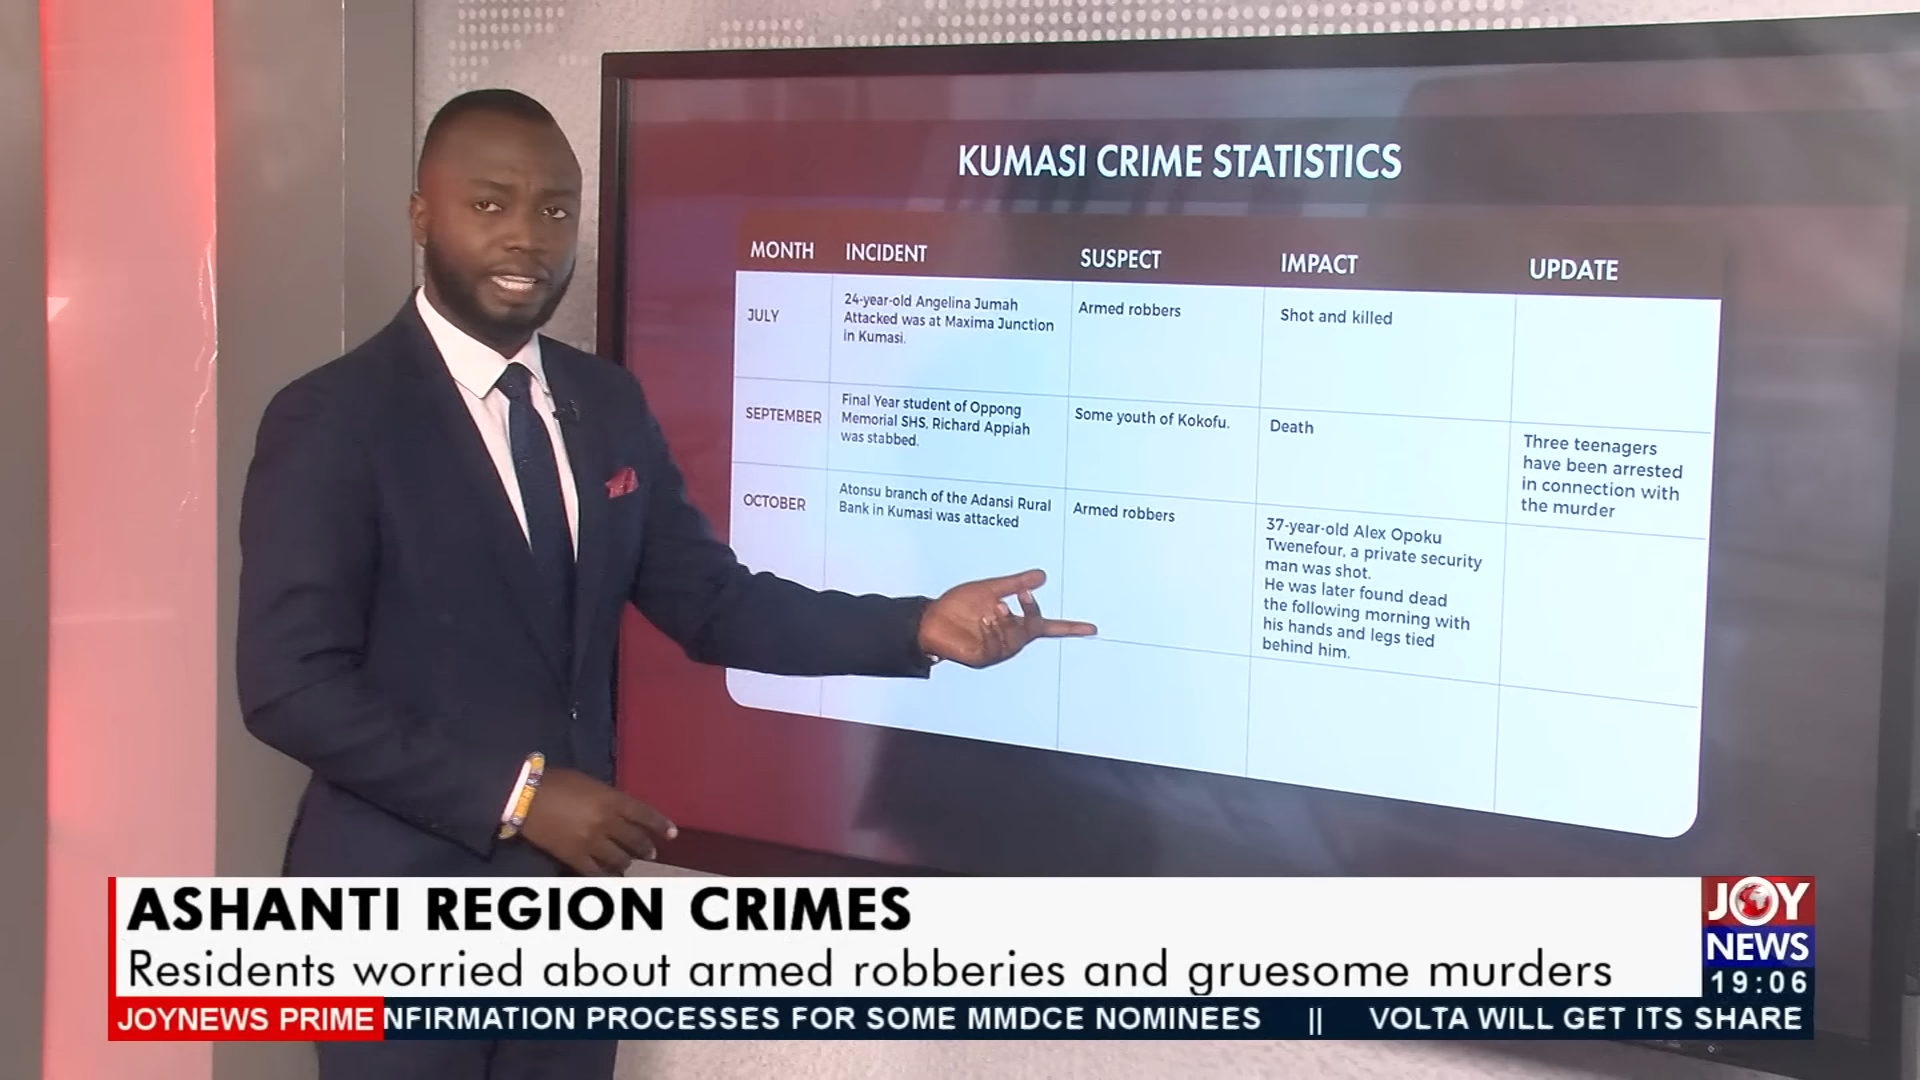 KUMASI CRIME STATISTICS
MONTH
INCIDENT
SUSPECT
IMPACT
UPDATE
JULY
24-year-old Angelina Jumah
Attacked was at Maxima Junction
in Kumasi.
Armed robbers
Shot and killed
SEPTEMBER
Final Year student of Oppong
Memorial SHS, Richard Appiah
was stabbed.
Some youth of Kokofu.
Death
Three teenagers
have been arrested
in connection with
the murder
OCTOBER
Atonsu branch of the Adansi Rural
Bank in Kumasi was attacked
Armed robbers
37-year-old Alex Opoku
Twenefour, a private security
man was shot.
He was later found dead
the following morning with
his hands and legs tied
behind him.
ASHANTI REGION CRIMES
Residents worried about armed robberies and gruesome murders
JOY
NEWS
19:06
JOYNEWS PRIME
NFIRMATION PROCESSES FOR SOME MMDCE NOMINEES || VOLTA WILL GET ITS SHARE